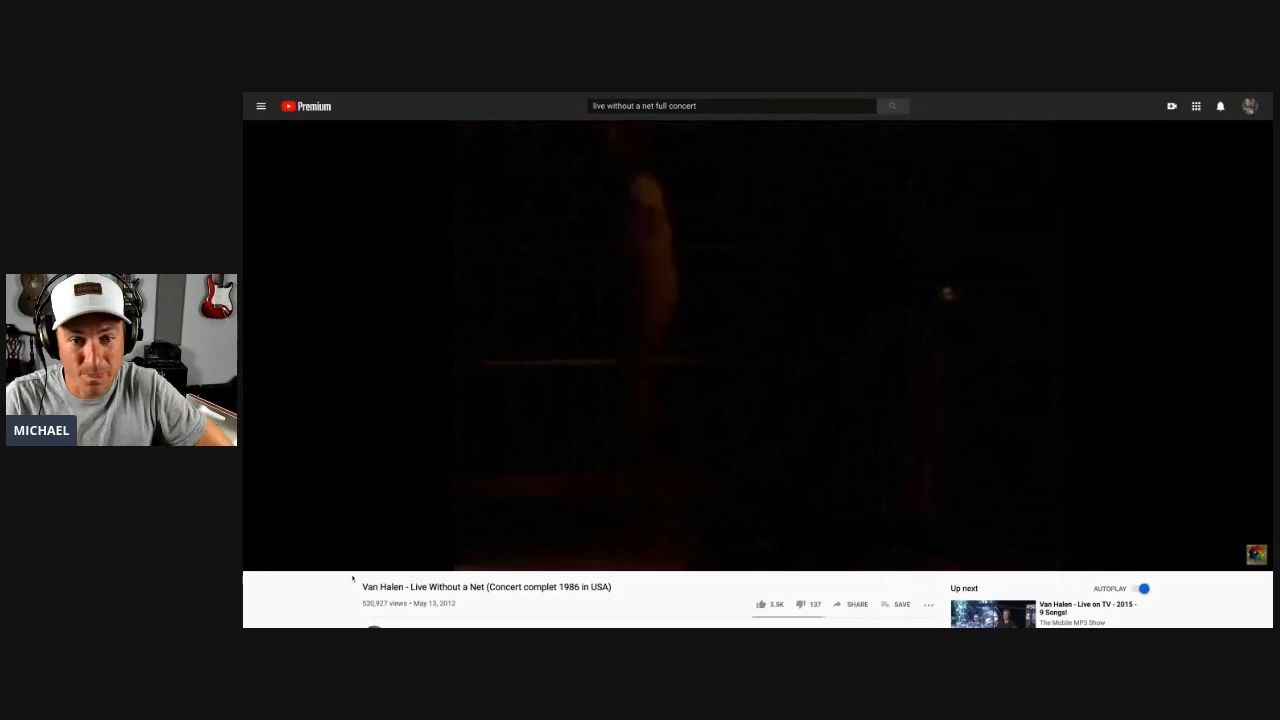 Premium
live without a net full concert
MICHAEL
Van Halen - Live Without a Net (Concert complet 1986 in USA)
520,927 views • May 13, 2012
3.5K
137
SHARE
SAVE
Up next
AUTOPLAY
Van Halen - Live on TV - 2015 -
9 Songs!
The Mobile MP3 Show